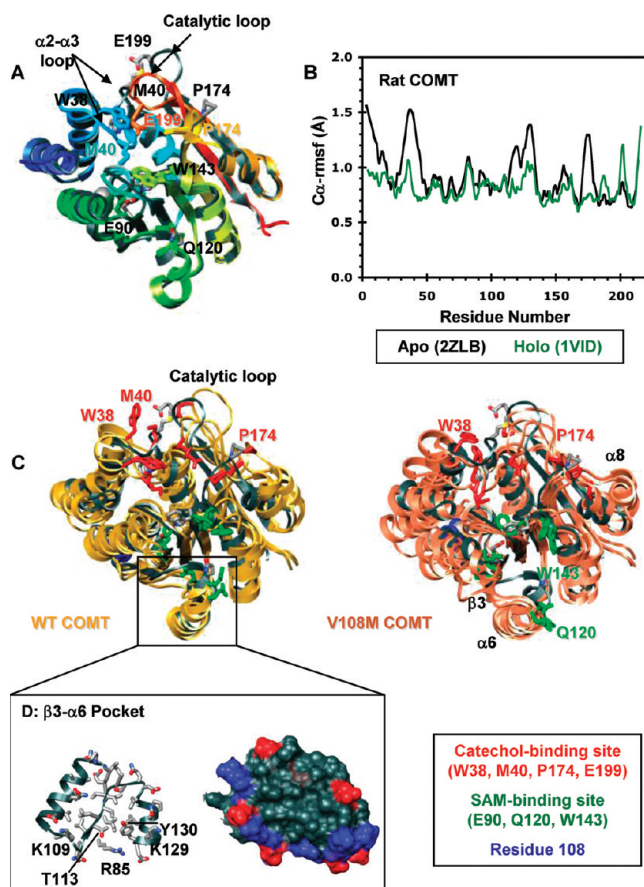 A
α2-α3
loop
E199
Catalytic loop
W38
M40
P174
E199
P174
M40
W143
E90
Q120
B
Rat COMT
Cα-rmsf (A)
2.0
1.5
1.0
0.5
0.0
0 50 100 150 200
Residue Number
Apo (2ZLB) Holo (1VID)
C
Catalytic loop
M40
W38
P174
WT COMT
W38
P174
α8
W143
β3
Q120
α6
V108M COMT
D: β3-α6 Pocket
K109
T113
R85
Y130
K129
Catechol-binding site
(W38, M40, P174, E199)
SAM-binding site
(E90, Q120, W143)
Residue 108